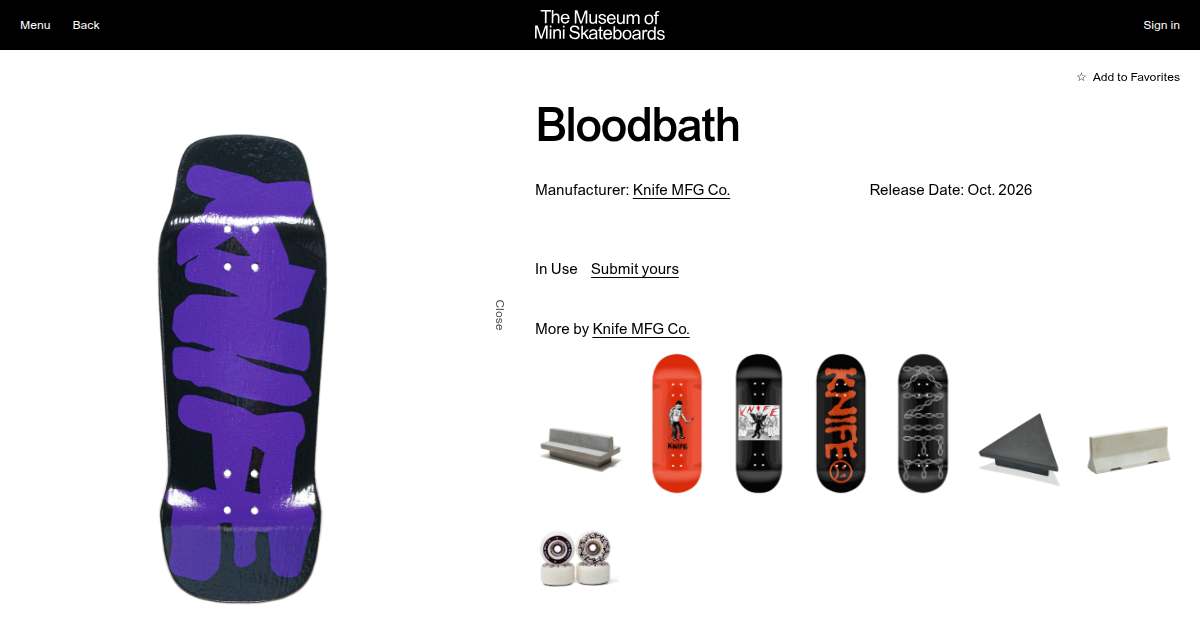 Menu Back
The Museum of
Mini Skateboards
Sign in
☆ Add to Favorites
Bloodbath
Manufacturer: Knife MFG Co.
Release Date: Oct. 2026
KNIFE
In Use Submit yours
Close
More by Knife MFG Co.
KNIFE
KNIFE
KNIFE